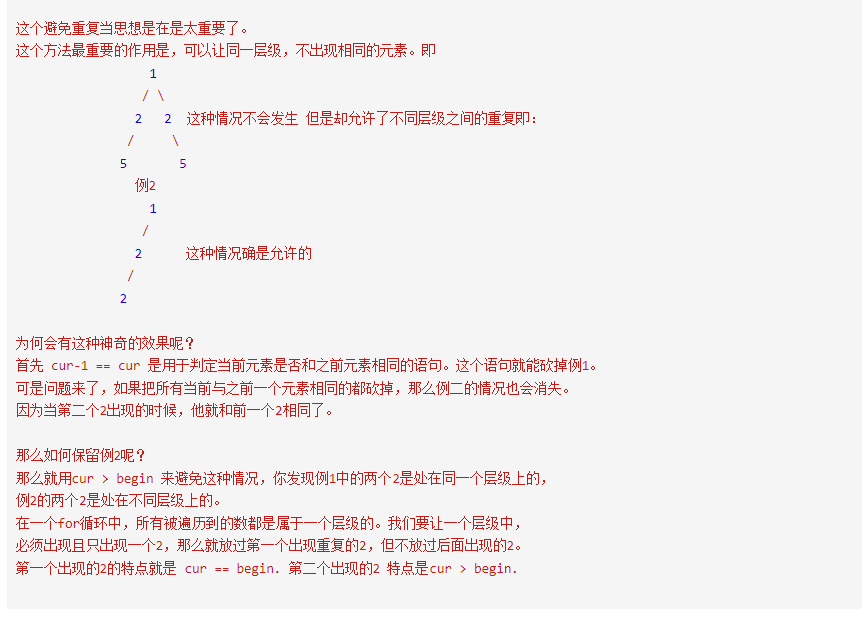 这个避免重复当思想是在是太重要了。
这个方法最重要的作用是，可以让同一层级，不出现相同的元素。即
1
/ \
2 2 这种情况不会发生 但是却允许了不同层级之间的重复即：
/ \
5 5
例2
1
/
2 这种情况确是允许的
/
2
为何会有这种神奇的效果呢？
首先 cur-1 == cur 是用于判定当前元素是否和之前元素相同的语句。这个语句就能砍掉例1。
可是问题来了，如果把所有当前与之前一个元素相同的都砍掉，那么例二的情况也会消失。
因为当第二个2出现的时候，他就和前一个2相同了。
那么如何保留例2呢？
那么就用cur > begin 来避免这种情况，你发现例1中的两个2是处在同一个层级上的，
例2的两个2是处在不同层级上的。
在一个for循环中，所有被遍历到的数都是属于一个层级的。我们要让一个层级中，
必须出现且只出现一个2，那么就放过第一个出现重复的2，但不放过后面出现的2。
第一个出现的2的特点就是 cur == begin. 第二个出现的2 特点是cur > begin.